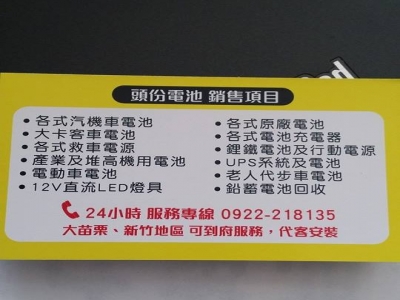 頭份電池 銷售項目
• 各式汽機車電池
• 大卡客車電池
• 各式救車電源
• 產業及堆高機用電池
• 電動車電池
• 12V直流LED燈具
• 各式原廠電池
• 各式電池充電器
• 鋰鐵電池及行動電源
• UPS系統及電池
• 老人代步車電池
• 鉛蓄電池回收
24小時 服務專線 0922-218135
大苗栗、新竹地區 可到府服務，代客安裝